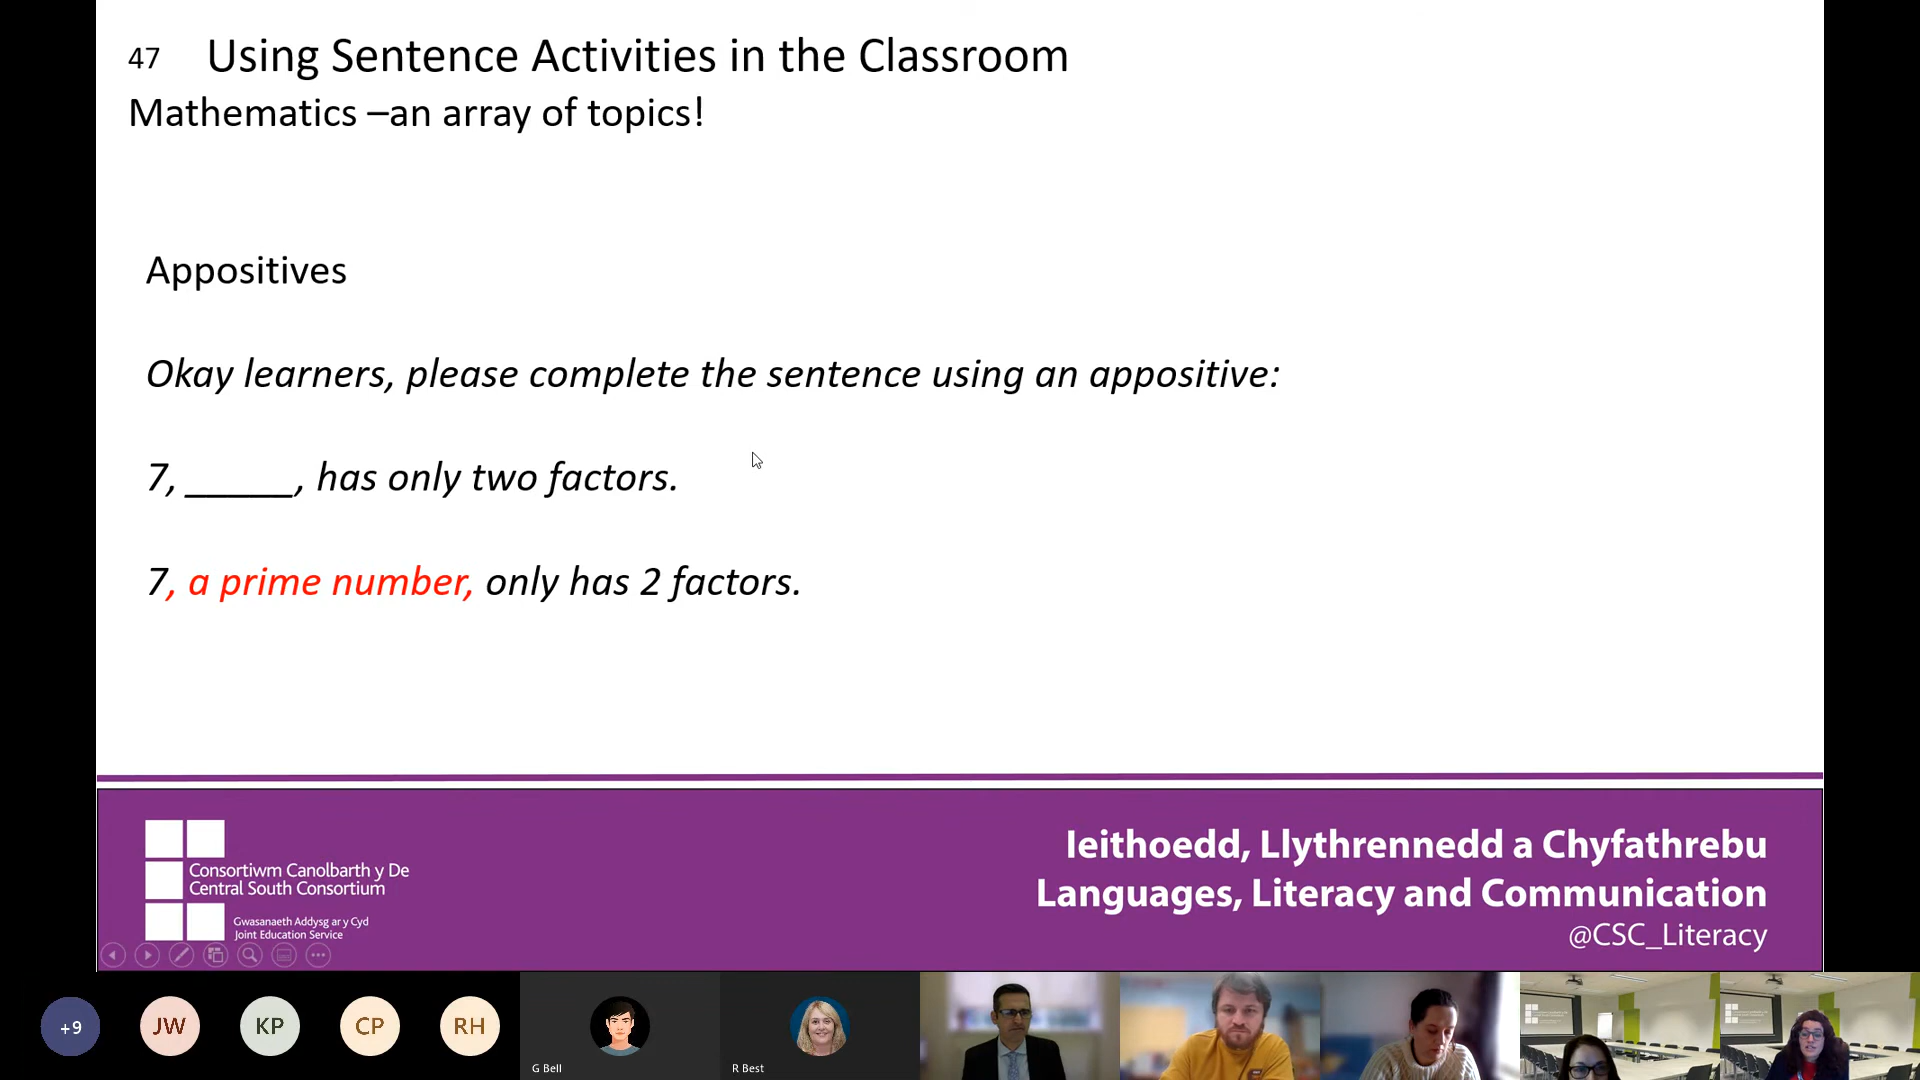 47 Using Sentence Activities in the Classroom
Mathematics –an array of topics!
Appositives
Okay learners, please complete the sentence using an appositive:
7, _____, has only two factors.
7, a prime number, only has 2 factors.
Consortiwm Canolbarth y De
Central South Consortium
Gwasanaeth Addysg ar y Cyd
Joint Education Service
Ieithoedd, Llythrennedd a Chyfathrebu
Languages, Literacy and Communication
@CSC_Literacy
+9 JW KP CP RH
G Bell R Best